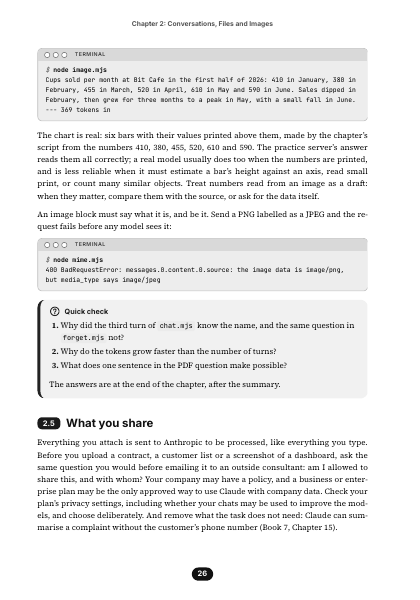 Chapter 2: Conversations, Files and Images
TERMINAL
$ node image.mjs
Cups sold per month at Bit Cafe in the first half of 2026: 410 in January, 380 in
February, 455 in March, 520 in April, 610 in May and 590 in June. Sales dipped in
February, then grew for three months to a peak in May, with a small fall in June.
--- 369 tokens in
The chart is real: six bars with their values printed above them, made by the chapter's
script from the numbers 410, 380, 455, 520, 610 and 590. The practice server's answer
reads them all correctly; a real model usually does too when the numbers are printed,
and is less reliable when it must estimate a bar's height against an axis, read small
print, or count many similar objects. Treat numbers read from an image as a draft:
when they matter, compare them with the source, or ask for the data itself.
An image block must say what it is, and be it. Send a PNG labelled as a JPEG and the re-
quest fails before any model sees it:
TERMINAL
$ node mime.mjs
400 BadRequestError: messages.0.content.0.source: the image data is image/png,
but media_type says image/jpeg
? Quick check
1. Why did the third turn of chat.mjs know the name, and the same question in
forget.mjs not?
2. Why do the tokens grow faster than the number of turns?
3. What does one sentence in the PDF question make possible?
The answers are at the end of the chapter, after the summary.
2.5 What you share
Everything you attach is sent to Anthropic to be processed, like everything you type.
Before you upload a contract, a customer list or a screenshot of a dashboard, ask the
same question you would before emailing it to an outside consultant: am I allowed to
share this, and with whom? Your company may have a policy, and a business or enter-
prise plan may be the only approved way to use Claude with company data. Check your
plan's privacy settings, including whether your chats may be used to improve the mod-
els, and choose deliberately. And remove what the task does not need: Claude can sum-
marise a complaint without the customer's phone number (Book 7, Chapter 15).
26